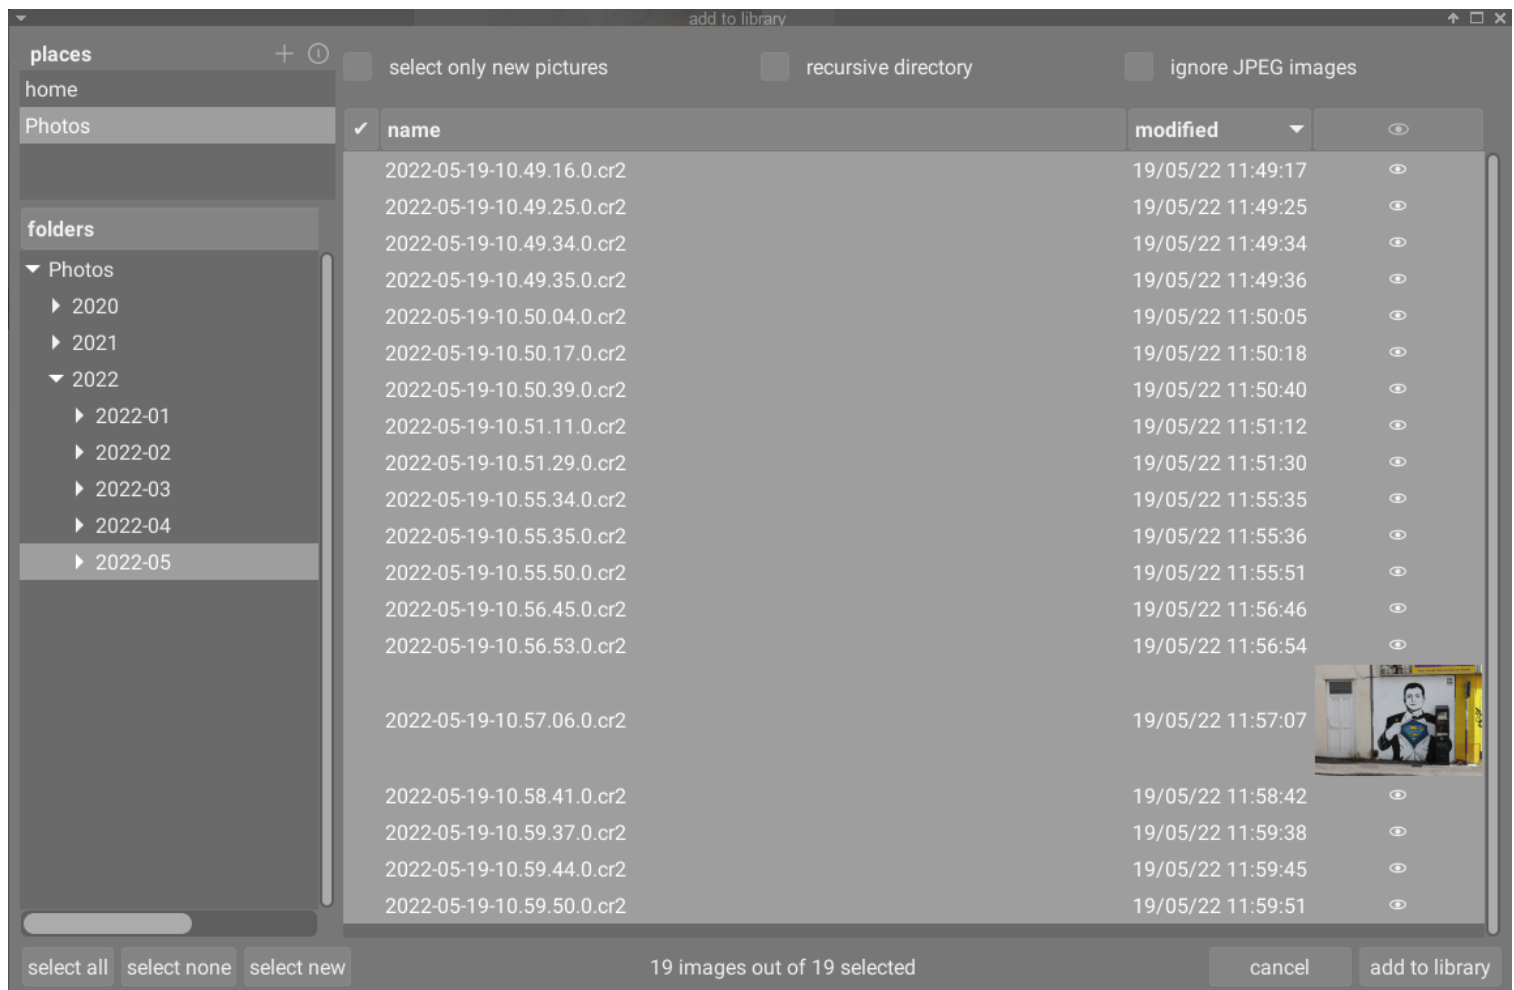 add to library
places
home
Photos
folders
Photos
2020
2021
2022
2022-01
2022-02
2022-03
2022-04
2022-05
select only new pictures recursive directory ignore JPEG images
✔ name modified
2022-05-19-10.49.16.0.cr2 19/05/22 11:49:17
2022-05-19-10.49.25.0.cr2 19/05/22 11:49:25
2022-05-19-10.49.34.0.cr2 19/05/22 11:49:34
2022-05-19-10.49.35.0.cr2 19/05/22 11:49:36
2022-05-19-10.50.04.0.cr2 19/05/22 11:50:05
2022-05-19-10.50.17.0.cr2 19/05/22 11:50:18
2022-05-19-10.50.39.0.cr2 19/05/22 11:50:40
2022-05-19-10.51.11.0.cr2 19/05/22 11:51:12
2022-05-19-10.51.29.0.cr2 19/05/22 11:51:30
2022-05-19-10.55.34.0.cr2 19/05/22 11:55:35
2022-05-19-10.55.35.0.cr2 19/05/22 11:55:36
2022-05-19-10.55.50.0.cr2 19/05/22 11:55:51
2022-05-19-10.56.45.0.cr2 19/05/22 11:56:46
2022-05-19-10.56.53.0.cr2 19/05/22 11:56:54
2022-05-19-10.57.06.0.cr2 19/05/22 11:57:07
2022-05-19-10.58.41.0.cr2 19/05/22 11:58:42
2022-05-19-10.59.37.0.cr2 19/05/22 11:59:38
2022-05-19-10.59.44.0.cr2 19/05/22 11:59:45
2022-05-19-10.59.50.0.cr2 19/05/22 11:59:51
select all select none select new 19 images out of 19 selected cancel add to library